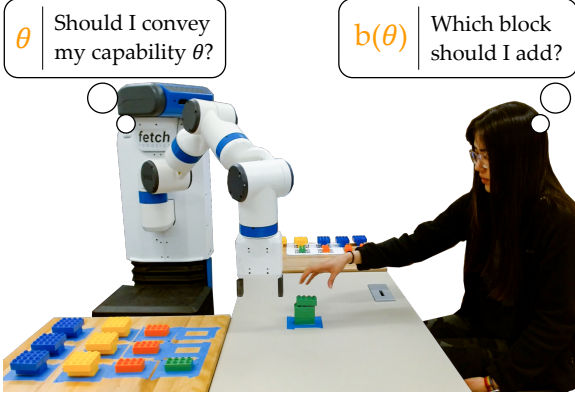 θ
Should I convey
my capability θ?
b(θ)
Which block
should I add?
fetch